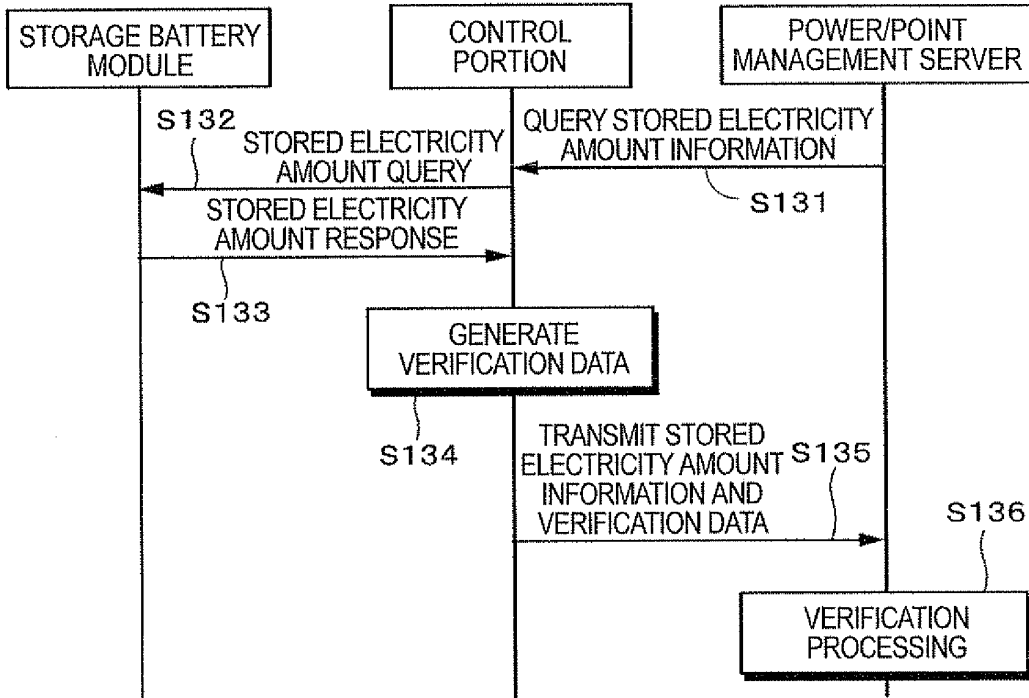 STORAGE BATTERY
MODULE
CONTROL
PORTION
POWER/POINT
MANAGEMENT SERVER
QUERY STORED ELECTRICITY
AMOUNT INFORMATION
S131
S132
STORED ELECTRICITY
AMOUNT QUERY
STORED ELECTRICITY
AMOUNT RESPONSE
S133
GENERATE
VERIFICATION DATA
S134
TRANSMIT STORED
ELECTRICITY AMOUNT
INFORMATION AND
VERIFICATION DATA
S135
S136
VERIFICATION
PROCESSING